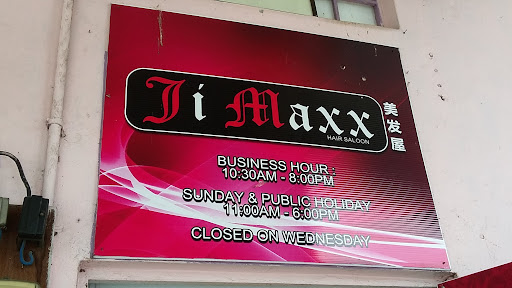 Ji Maxx
HAIR SALOON
美发屋
BUSINESS HOUR :
10:30AM - 8:00PM
SUNDAY & PUBLIC HOLIDAY
11:00AM - 6:00PM
CLOSED ON WEDNESDAY